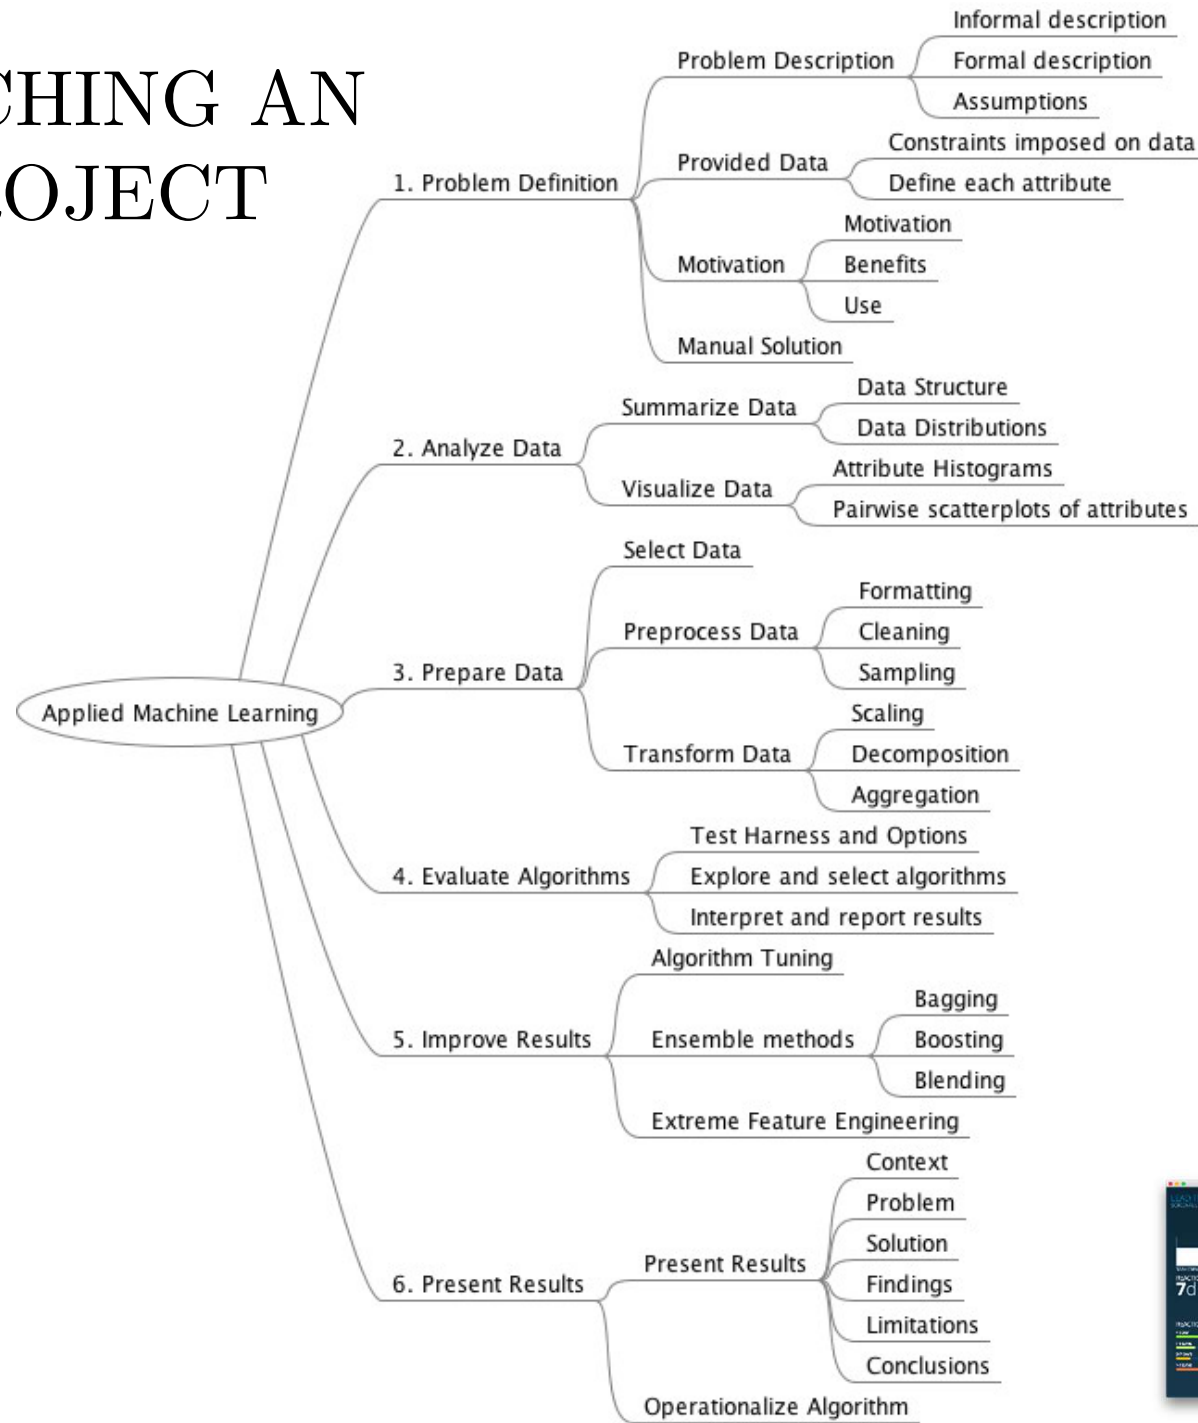 CHING AN
OJECT
Applied Machine Learning
1. Problem Definition
Problem Description
Informal description
Formal description
Assumptions
Provided Data
Constraints imposed on data
Define each attribute
Motivation
Motivation
Benefits
Use
Manual Solution
2. Analyze Data
Summarize Data
Data Structure
Data Distributions
Visualize Data
Attribute Histograms
Pairwise scatterplots of attributes
3. Prepare Data
Select Data
Preprocess Data
Formatting
Cleaning
Sampling
Transform Data
Scaling
Decomposition
Aggregation
4. Evaluate Algorithms
Test Harness and Options
Explore and select algorithms
Interpret and report results
5. Improve Results
Algorithm Tuning
Ensemble methods
Bagging
Boosting
Blending
Extreme Feature Engineering
6. Present Results
Present Results
Context
Problem
Solution
Findings
Limitations
Conclusions
Operationalize Algorithm
7d